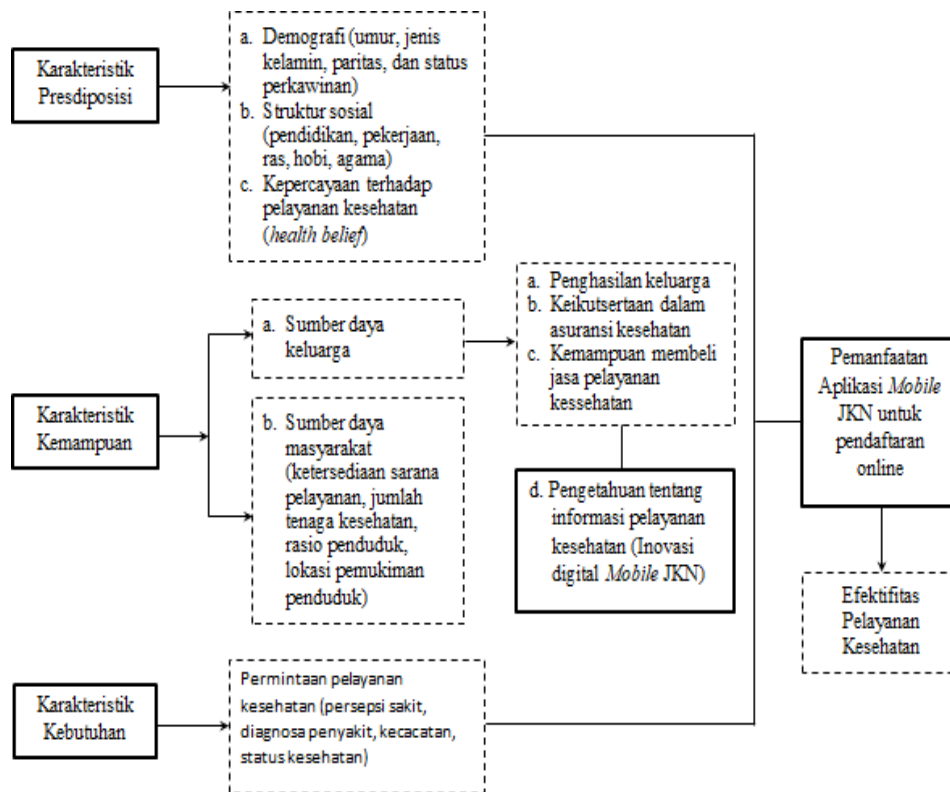 Karakteristik
Presdiposisi
a. Demografi (umur, jenis
kelamin, paritas, dan status
perkawinan)
b. Struktur sosial
(pendidikan, pekerjaan,
ras, hobi, agama)
c. Kepercayaan terhadap
pelayanan kesehatan
(health belief)
Karakteristik
Kemampuan
a. Sumber daya
keluarga
b. Sumber daya
masyarakat
(ketersediaan sarana
pelayanan, jumlah
tenaga kesehatan,
rasio penduduk,
lokasi pemukiman
penduduk)
a. Penghasilan keluarga
b. Keikutsertaan dalam
asuransi kesehatan
c. Kemampuan membeli
jasa pelayanan
kessehatan
d. Pengetahuan tentang
informasi pelayanan
kesehatan (Inovasi
digital Mobile JKN)
Karakteristik
Kebutuhan
Permintaan pelayanan
kesehatan (persepsi sakit,
diagnosa penyakit, kecacatan,
status kesehatan)
Pemanfaatan
Aplikasi Mobile
JKN untuk
pendaftaran
online
Efektifitas
Pelayanan
Kesehatan